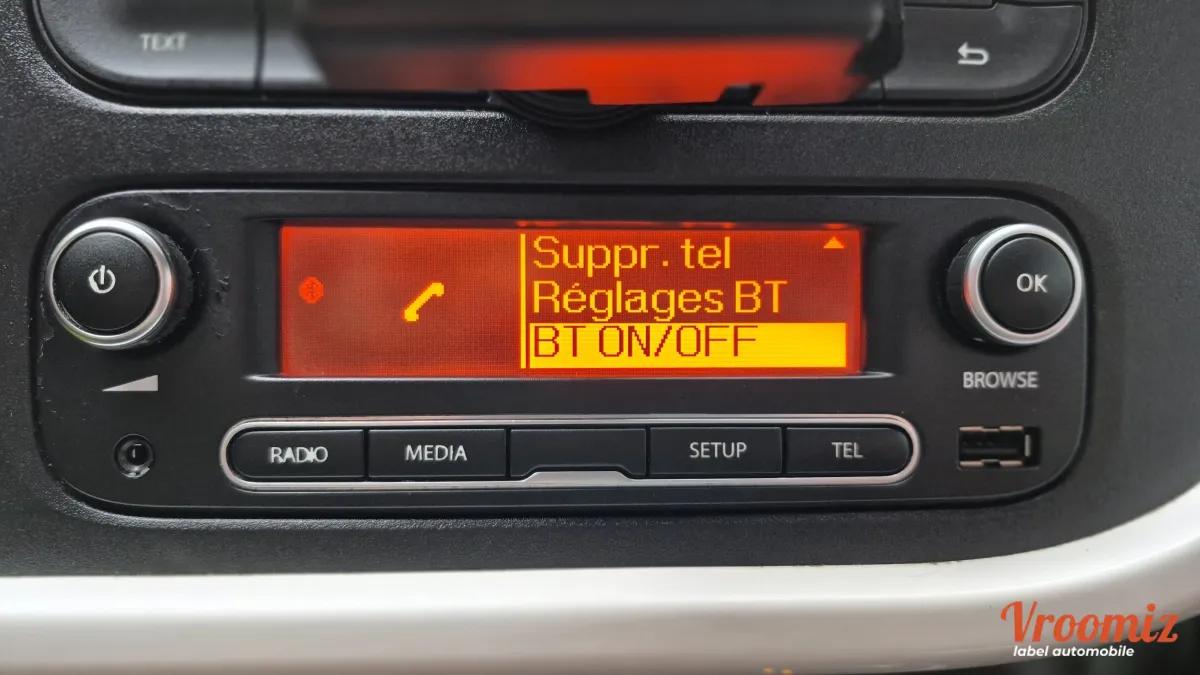 TEXT
Suppr. tel
Réglages BT
BT ON/OFF
OK
BROWSE
RADIO
MEDIA
SETUP
TEL
Vroomiz
label automobile